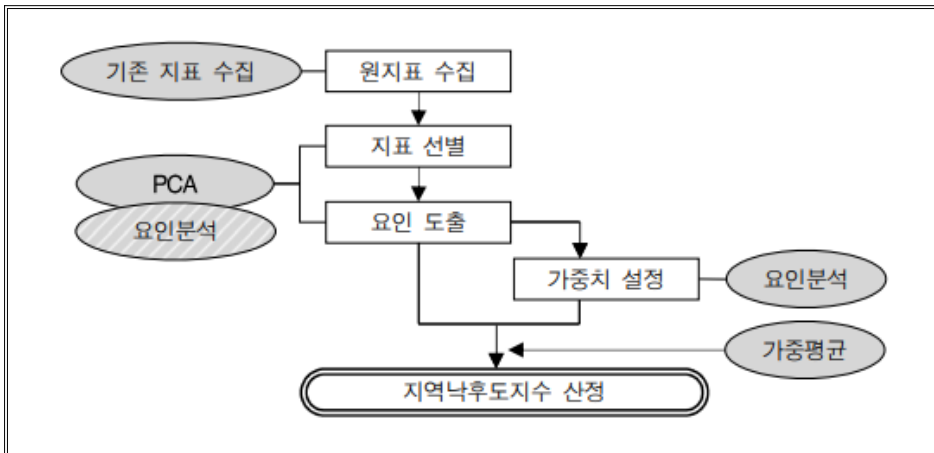 기존 지표 수집
원지표 수집
지표 선별
PCA
요인분석
요인 도출
가중치 설정
요인분석
가중평균
지역낙후도지수 산정